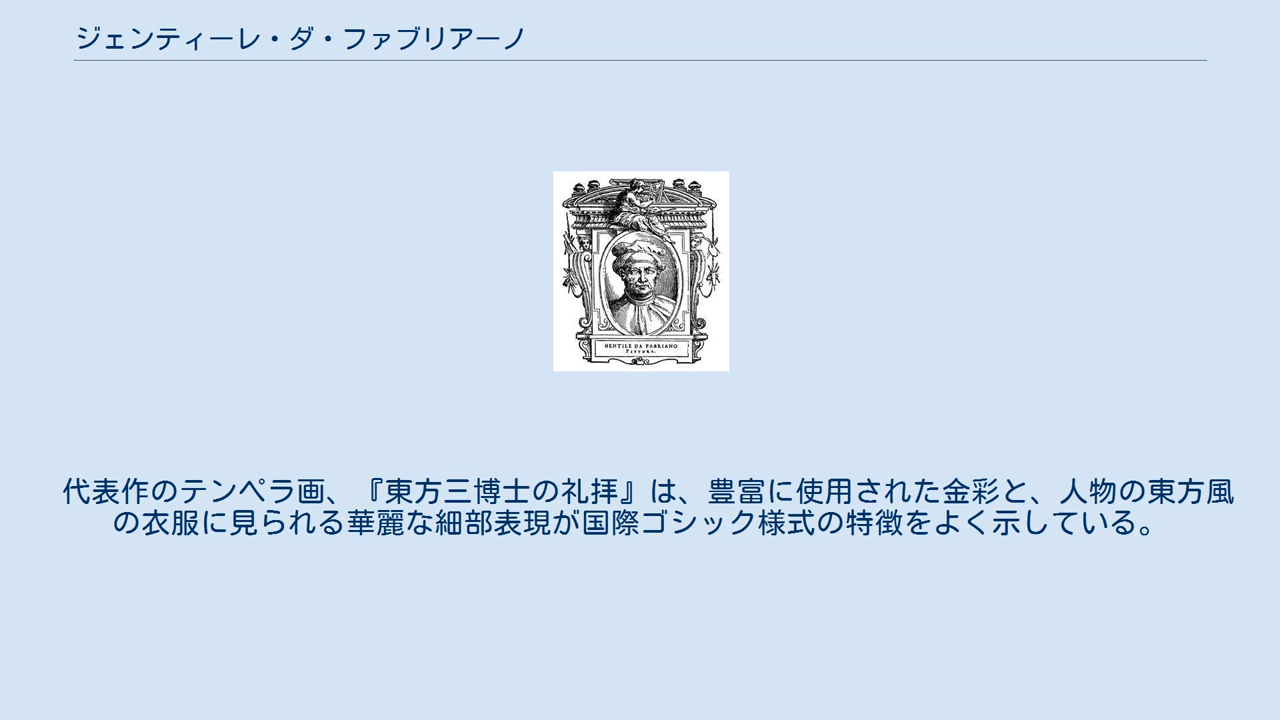 ジェンティーレ・ダ・ファブリアーノ
GENTILE DA FABRIANO
PITTORE.
代表作のテンペラ画、『東方三博士の礼拝』は、豊富に使用された金彩と、人物の東方風
の衣服に見られる華麗な細部表現が国際ゴシック様式の特徴をよく示している。